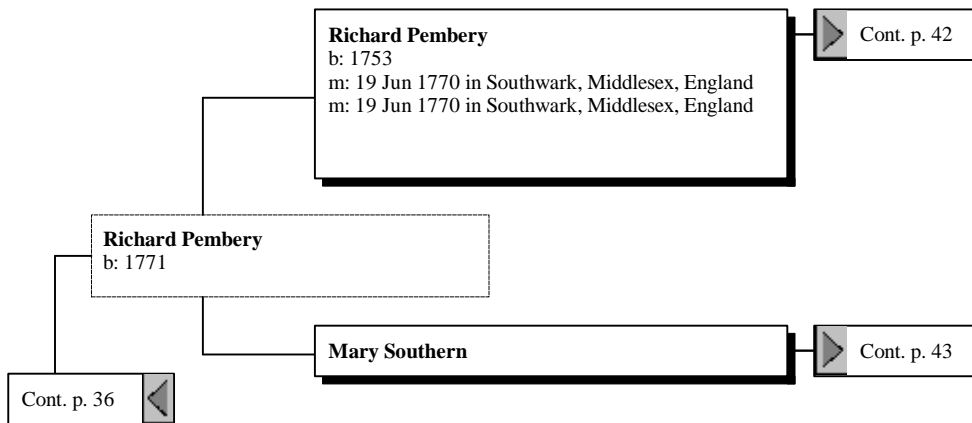 Richard Pembery
b: 1753
m: 19 Jun 1770 in Southwark, Middlesex, England
m: 19 Jun 1770 in Southwark, Middlesex, England
Cont. p. 42
Richard Pembery
b: 1771
Mary Southern
Cont. p. 43
Cont. p. 36